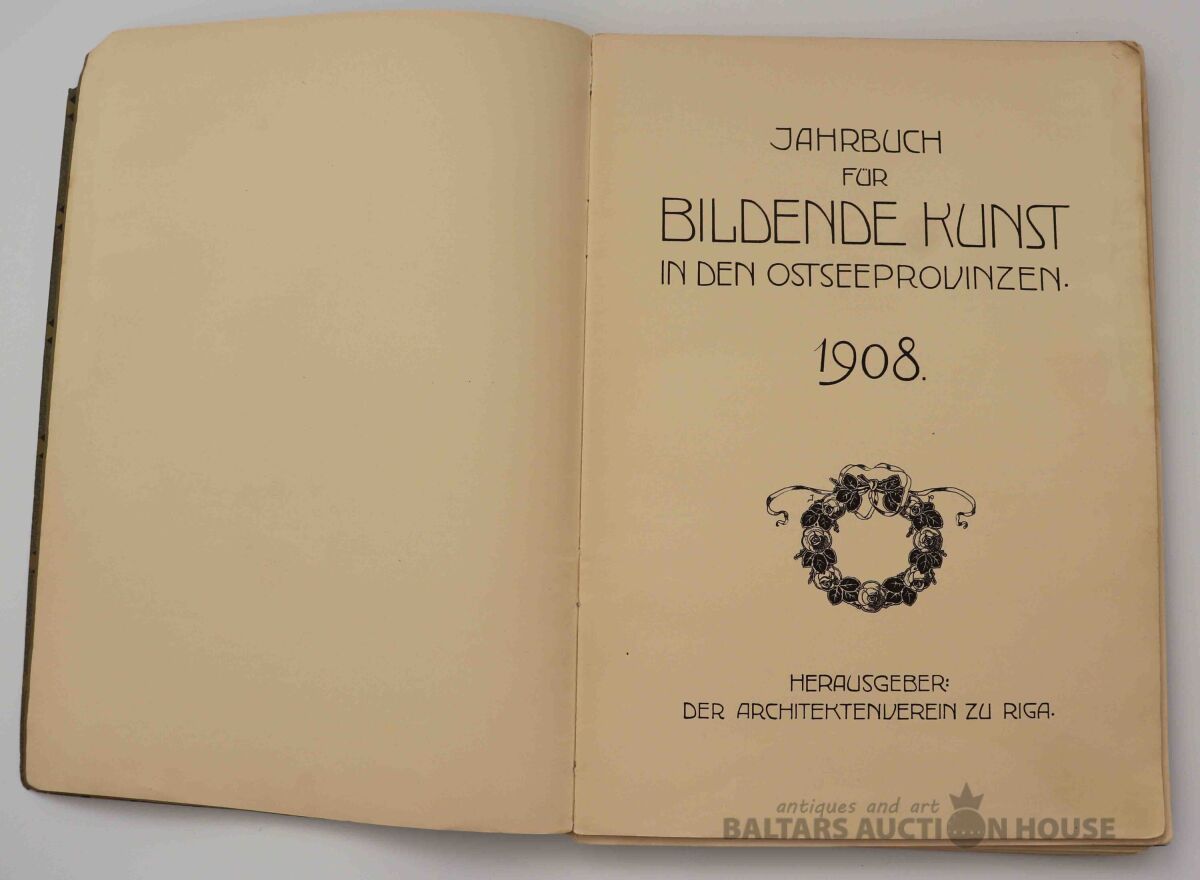 JAHRBUCH
FÜR
BILDENDE KUNST
IN DEN OSTSEEPROVINZEN.
1908.
HERAUSGEBER:
DER ARCHITEKTENVEREIN ZU RIGA.
antiques and art
BALTARS AUCTION HOUSE